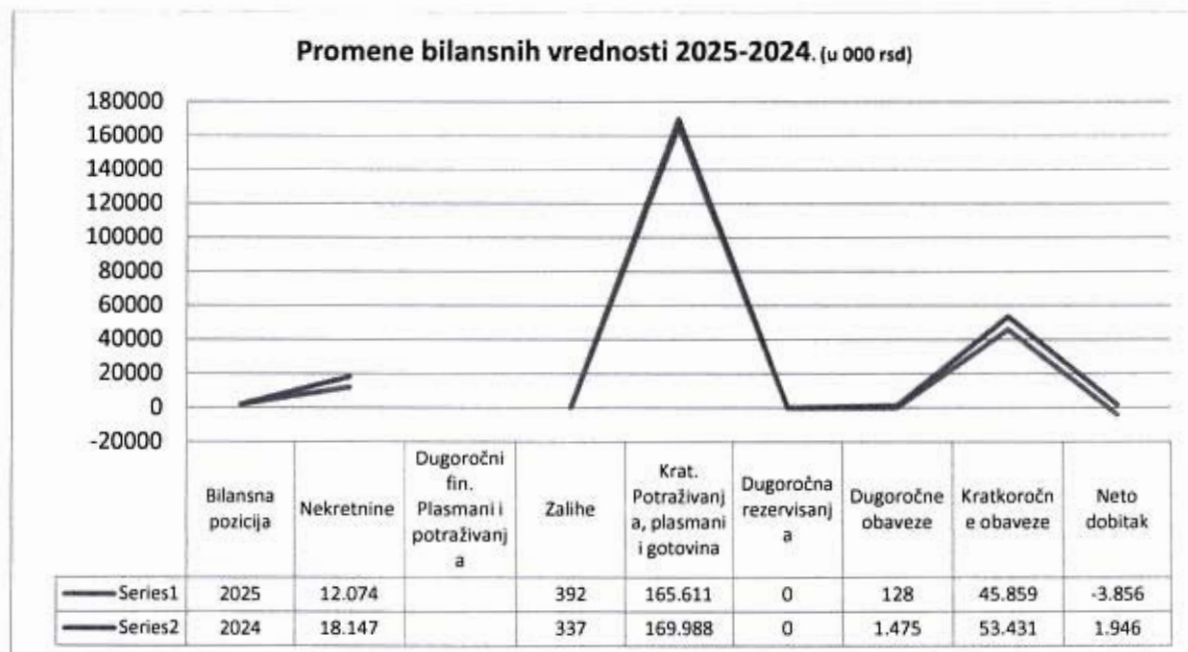 Promene bilansnih vrednosti 2025-2024. (u 000 rsd)
180000
160000
140000
120000
100000
80000
60000
40000
20000
0
-20000
Bilansna
pozicija
Nekretnine
Dugoročni
fin.
Plasmani i
potraživanj
a
Zalihe
Krat.
Potraživanj
a, plasmani
i gotovina
Dugoročna
rezervisanj
a
Dugoročne
obaveze
Kratkoročn
e obaveze
Neto
dobitak
Series1 2025 12.074 392 165.611 0 128 45.859 -3.856
Series2 2024 18.147 337 169.988 0 1.475 53.431 1.946